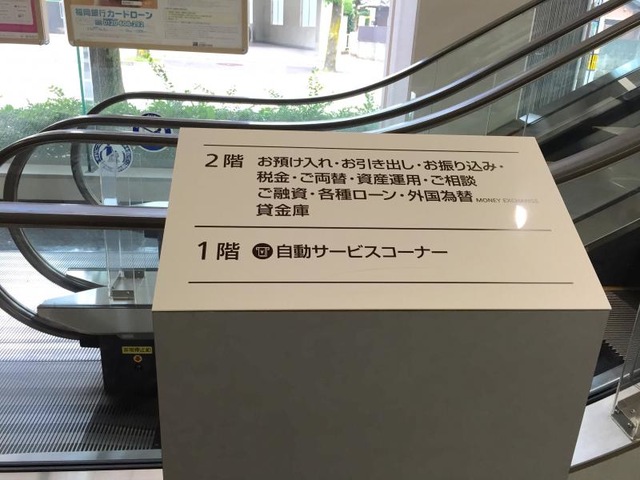 福岡銀行カードローン
2階 お預け入れ・お引き出し・お振り込み・
税金・ご両替・資産運用・ご相談
ご融資・各種ローン・外国為替 MONEY EXCHANGE
貸金庫
1階 自動サービスコーナー